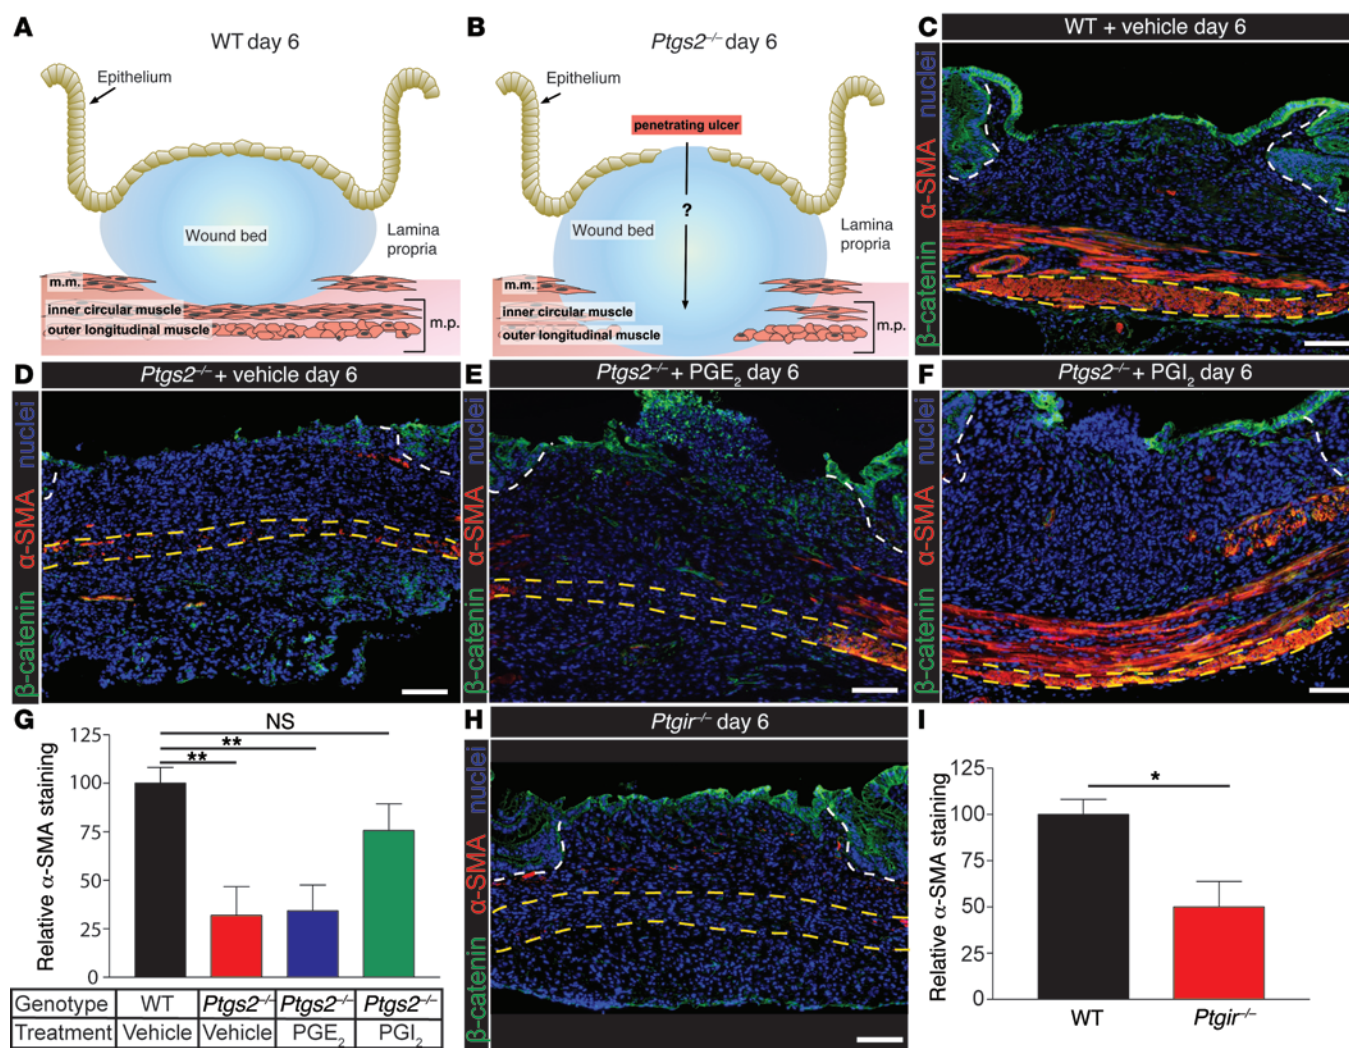 A
WT day 6
Epithelium
Wound bed
Lamina
propria
m.m.
inner circular muscle
outer longitudinal muscle
m.p.
B
Ptgs2–/– day 6
Epithelium
penetrating ulcer
?
Wound bed
Lamina
propria
m.m.
inner circular muscle
outer longitudinal muscle
m.p.
C
WT + vehicle day 6
β-catenin α-SMA nuclei
D
Ptgs2–/– + vehicle day 6
β-catenin α-SMA nuclei
E
Ptgs2–/– + PGE2 day 6
β-catenin α-SMA nuclei
F
Ptgs2–/– + PGI2 day 6
β-catenin α-SMA nuclei
G
Relative α-SMA staining
125
100
75
50
25
0
NS
**
**
Genotype WT Ptgs2–/– Ptgs2–/– Ptgs2–/–
Treatment Vehicle Vehicle PGE2 PGI2
H
Ptgir–/– day 6
β-catenin α-SMA nuclei
I
Relative α-SMA staining
125
100
75
50
25
0
*
WT Ptgir–/–